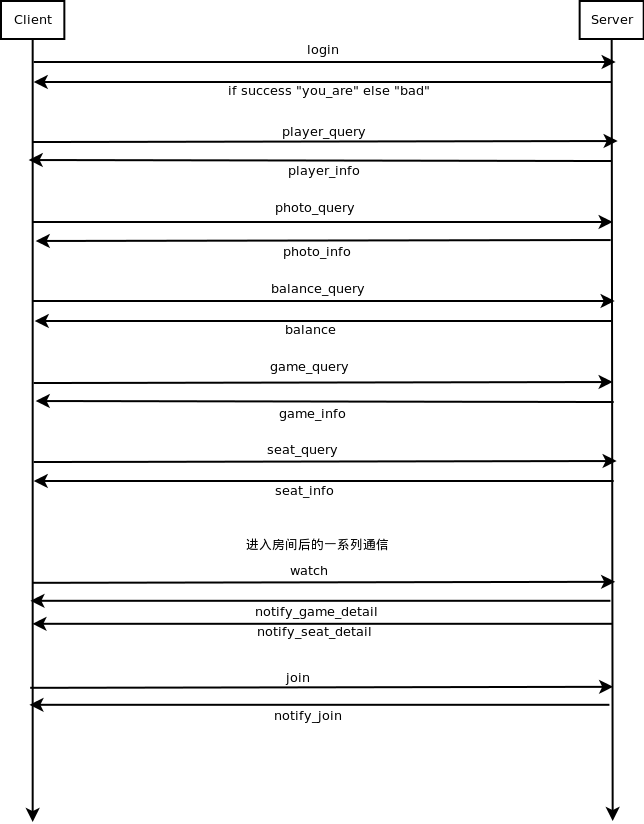 Client
Server
login
if success "you_are" else "bad"
player_query
player_info
photo_query
photo_info
balance_query
balance
game_query
game_info
seat_query
seat_info
进入房间后的一系列通信
watch
notify_game_detail
notify_seat_detail
join
notify_join